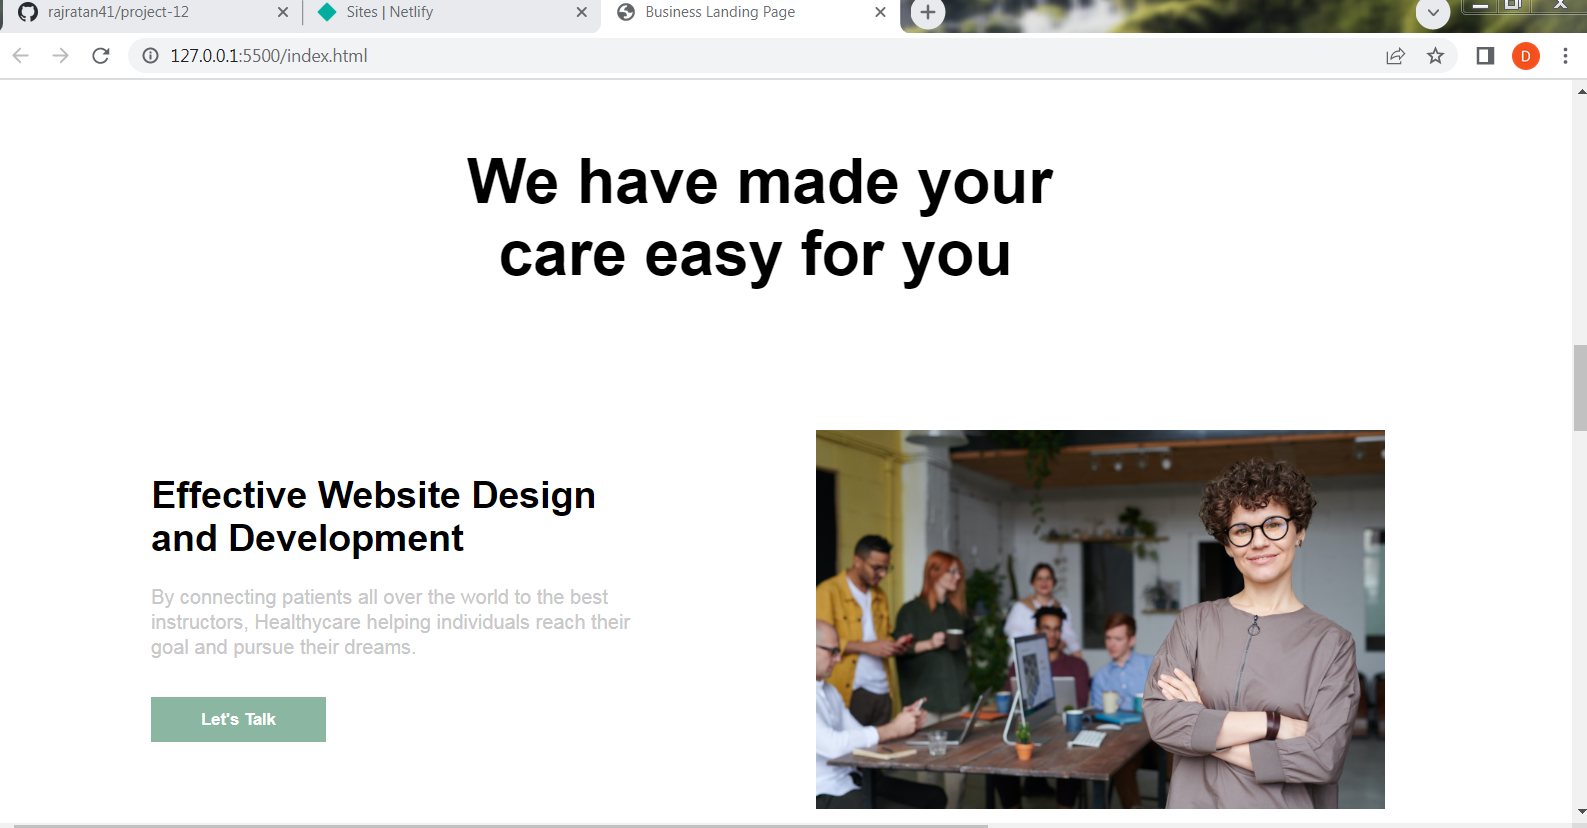 rajratan41/project-12
Sites | Netlify
Business Landing Page
127.0.0.1:5500/index.html
D
We have made your
care easy for you
Effective Website Design
and Development
By connecting patients all over the world to the best
instructors, Healthycare helping individuals reach their
goal and pursue their dreams.
Let's Talk